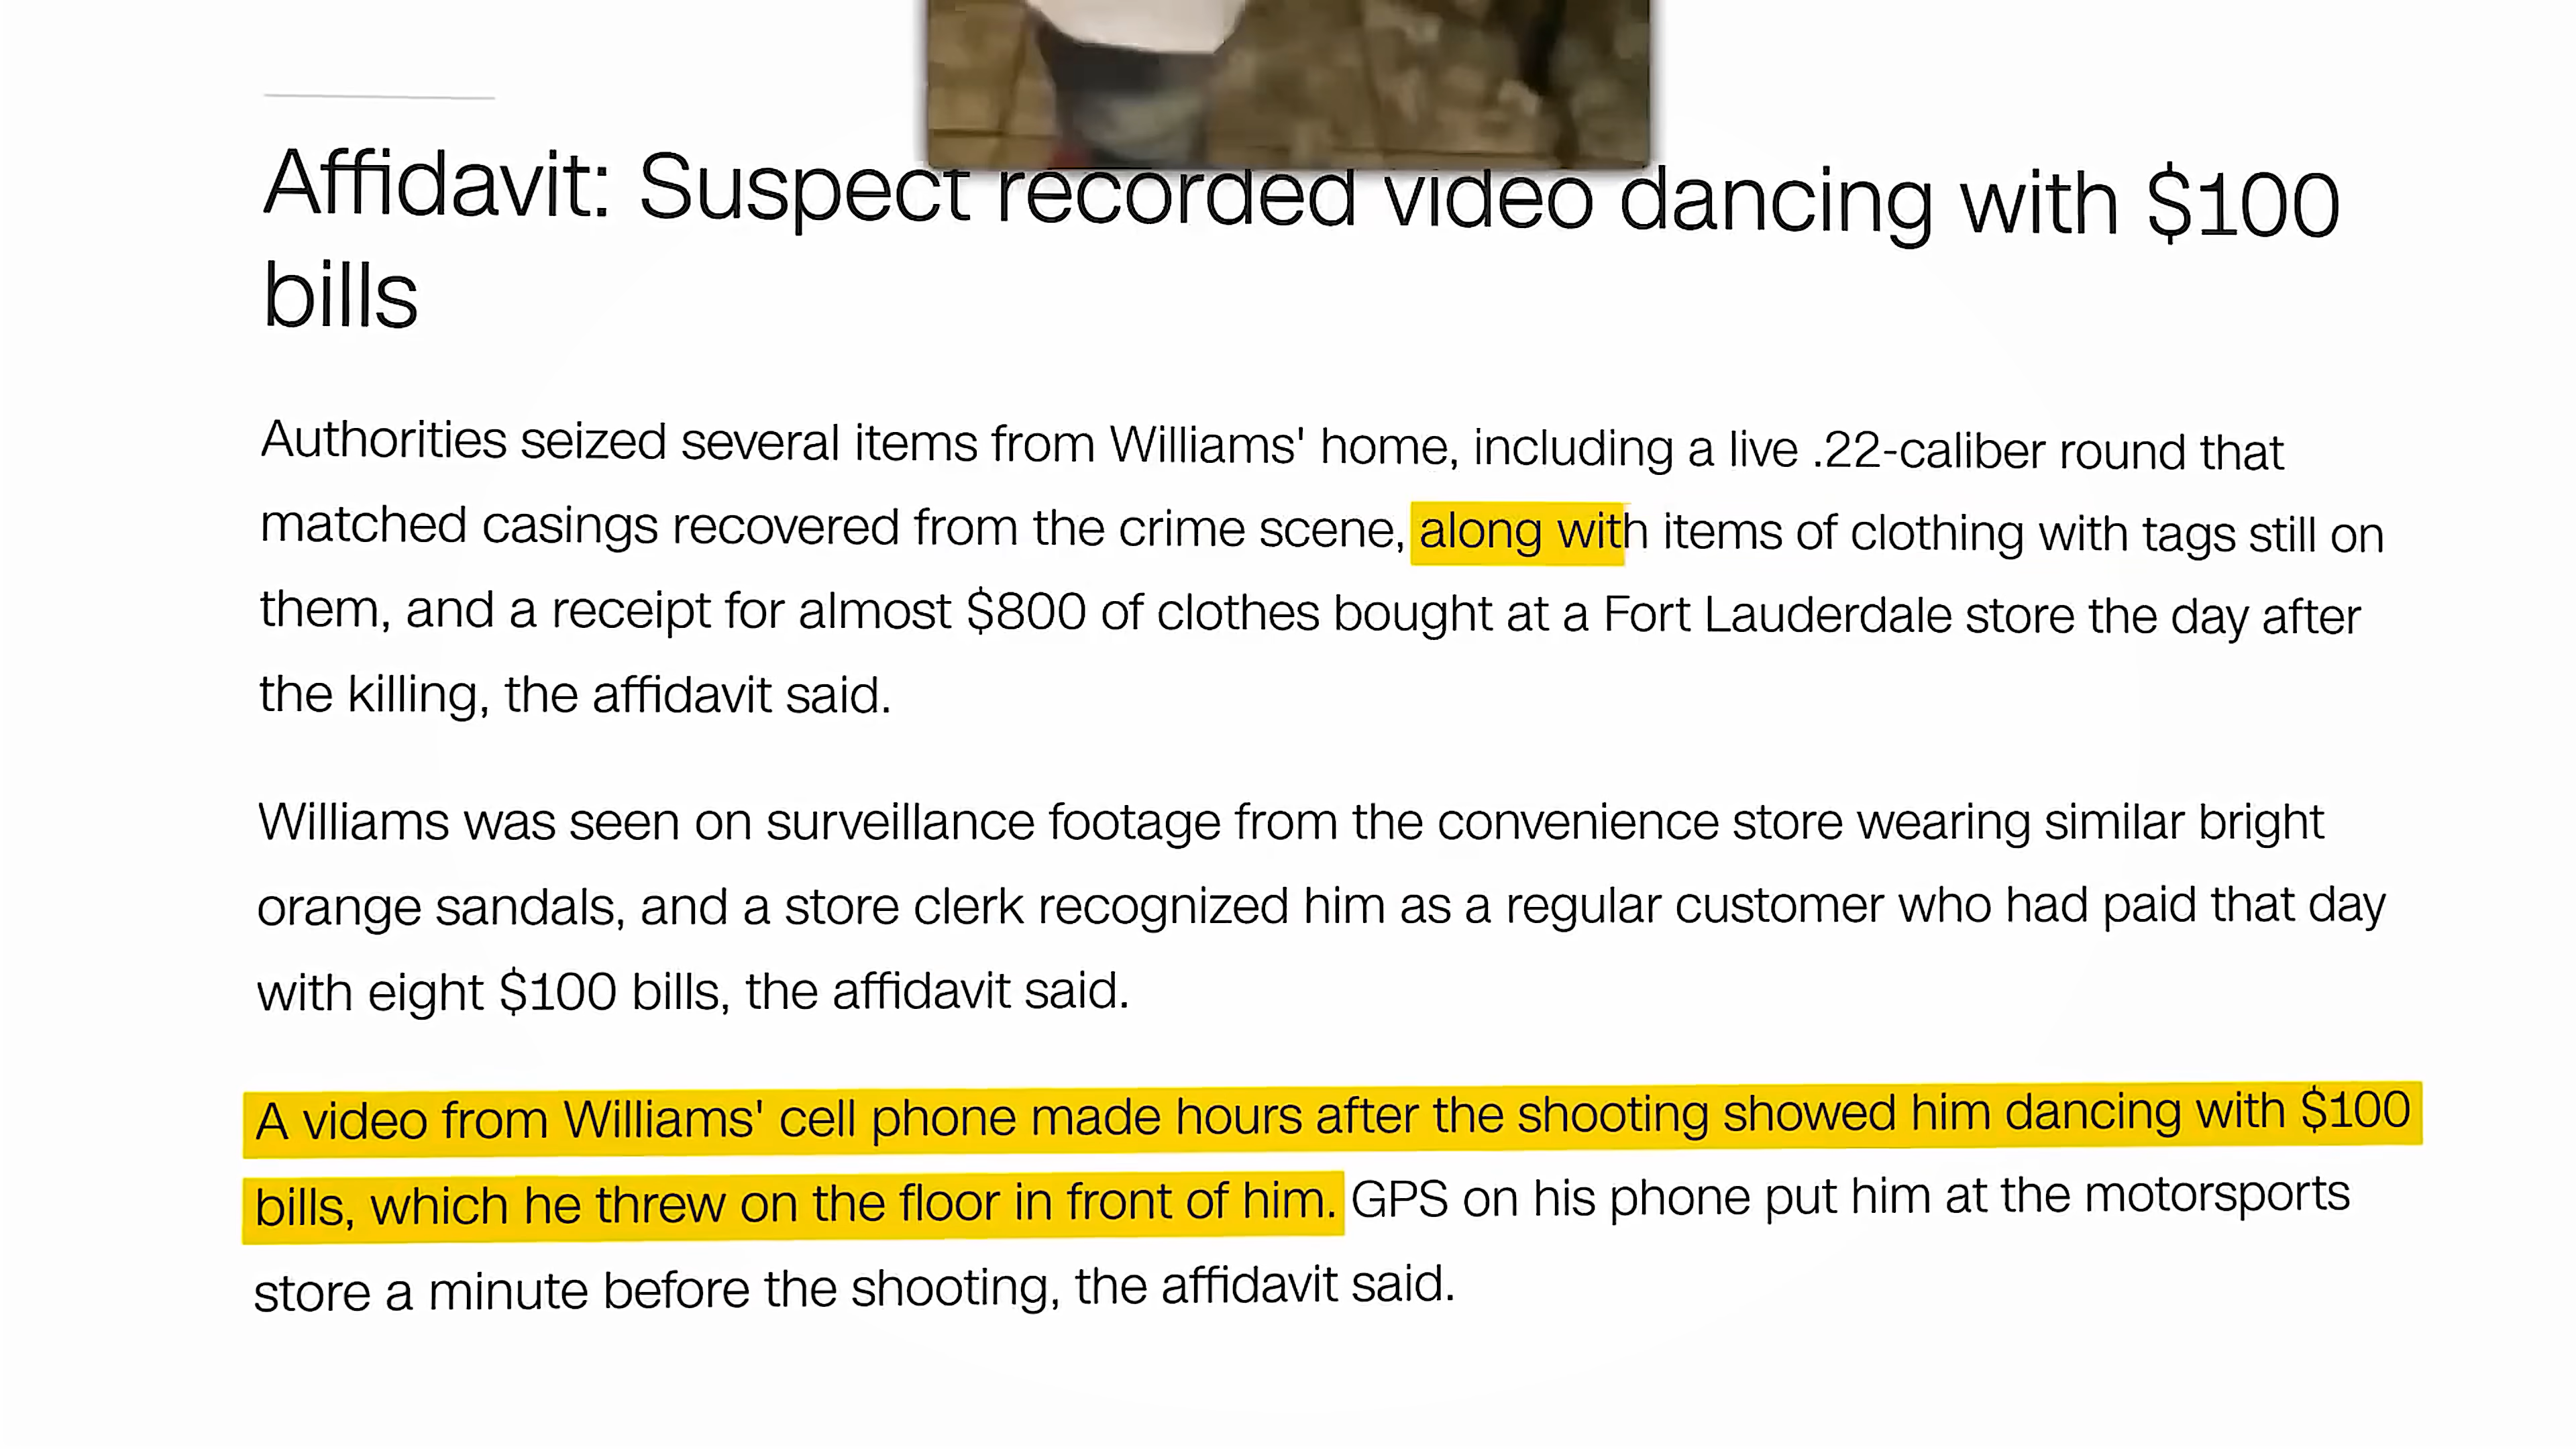 Affidavit: Suspect recorded video dancing with $100
bills
Authorities seized several items from Williams' home, including a live .22-caliber round that
matched casings recovered from the crime scene, along with items of clothing with tags still on
them, and a receipt for almost $800 of clothes bought at a Fort Lauderdale store the day after
the killing, the affidavit said.
Williams was seen on surveillance footage from the convenience store wearing similar bright
orange sandals, and a store clerk recognized him as a regular customer who had paid that day
with eight $100 bills, the affidavit said.
A video from Williams' cell phone made hours after the shooting showed him dancing with $100
bills, which he threw on the floor in front of him. GPS on his phone put him at the motorsports
store a minute before the shooting, the affidavit said.